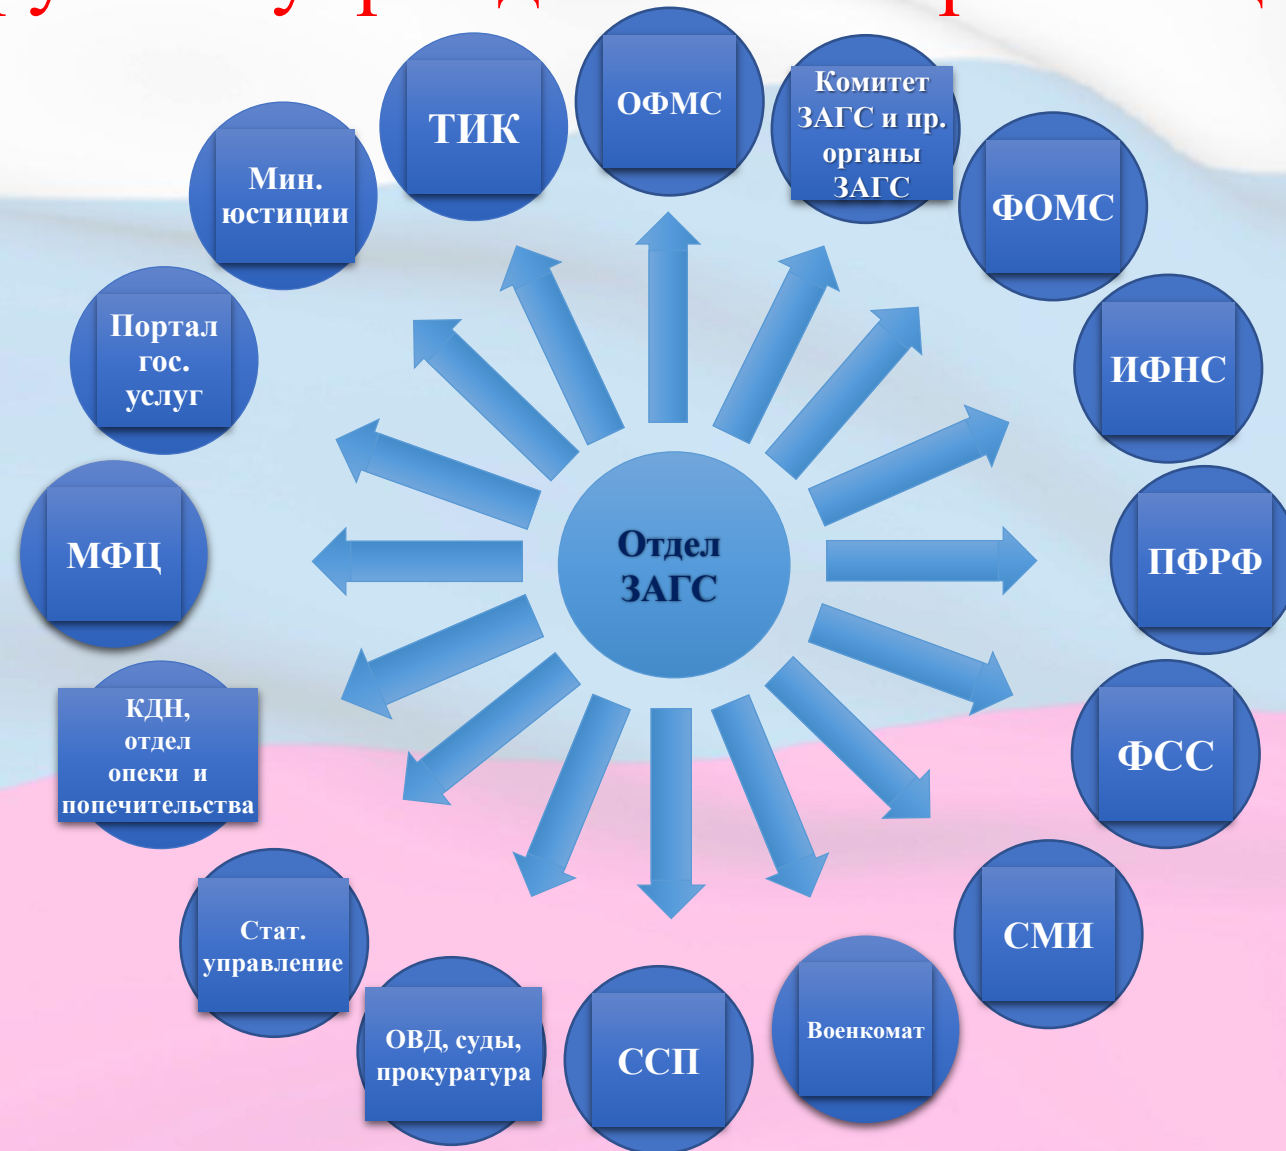 ТИК
ОФМС
Комитет
ЗАГС и пр.
органы
ЗАГС
Мин.
юстиции
ФОМС
Портал
гос.
услуг
ИФНС
МФЦ
Отдел
ЗАГС
ПФРФ
КДН,
отдел
опеки и
попечительства
ФСС
Стат.
управление
СМИ
ОВД, суды,
прокуратура
ССП
Военкомат